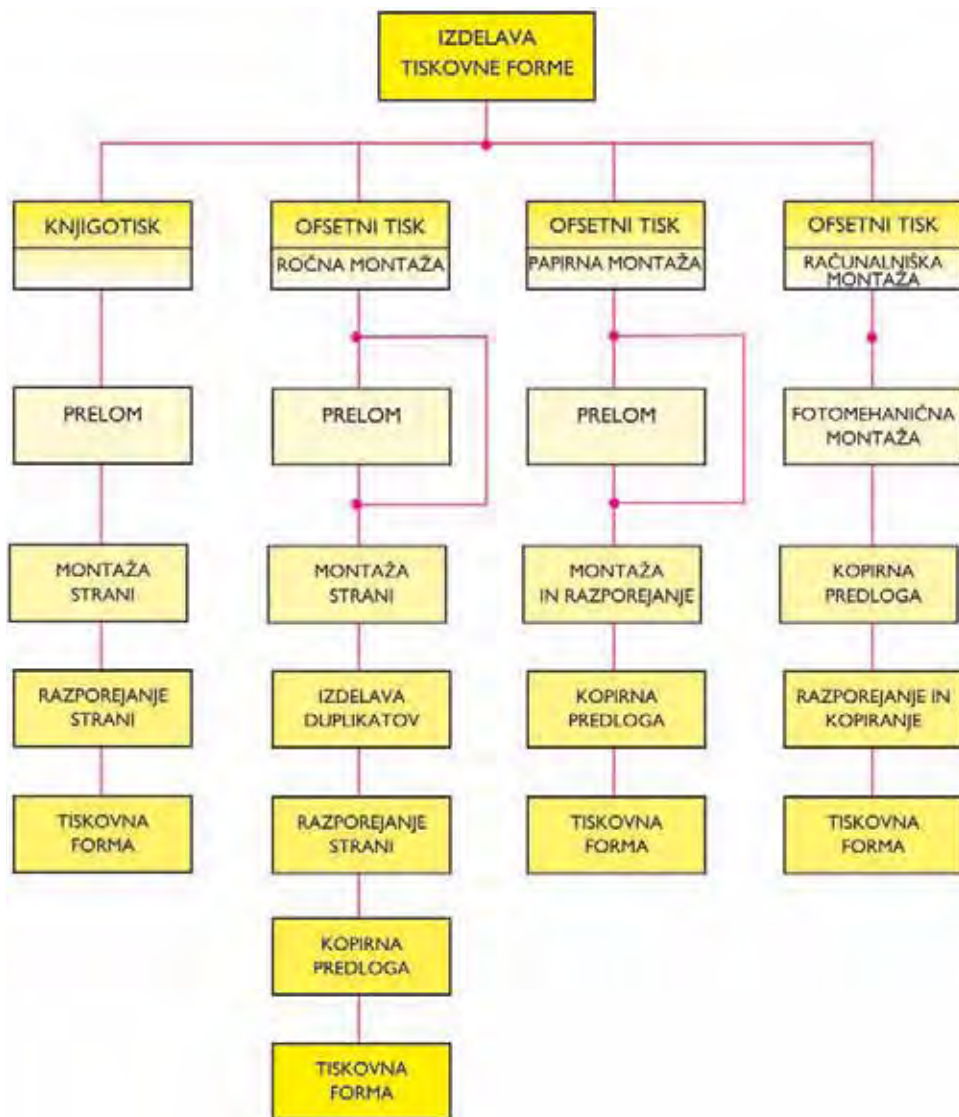 IZDELAVA
TISKOVNE FORME
KNJIGOTISK
PRELOM
MONTAŽA
STRANI
RAZPOREJANJE
STRANI
TISKOVNA
FORMA
OFSETNI TISK
ROČNA MONTAŽA
PRELOM
MONTAŽA
STRANI
IZDELAVA
DUPLIKATOV
RAZPOREJANJE
STRANI
KOPIRNA
PREDLOGA
TISKOVNA
FORMA
OFSETNI TISK
PAPIRNA MONTAŽA
PRELOM
MONTAŽA
IN RAZPOREJANJE
KOPIRNA
PREDLOGA
TISKOVNA
FORMA
OFSETNI TISK
RAČUNALNIŠKA
MONTAŽA
FOTOMEHANIČNA
MONTAŽA
KOPIRNA
PREDLOGA
RAZPOREJANJE IN
KOPIRANJE
TISKOVNA
FORMA